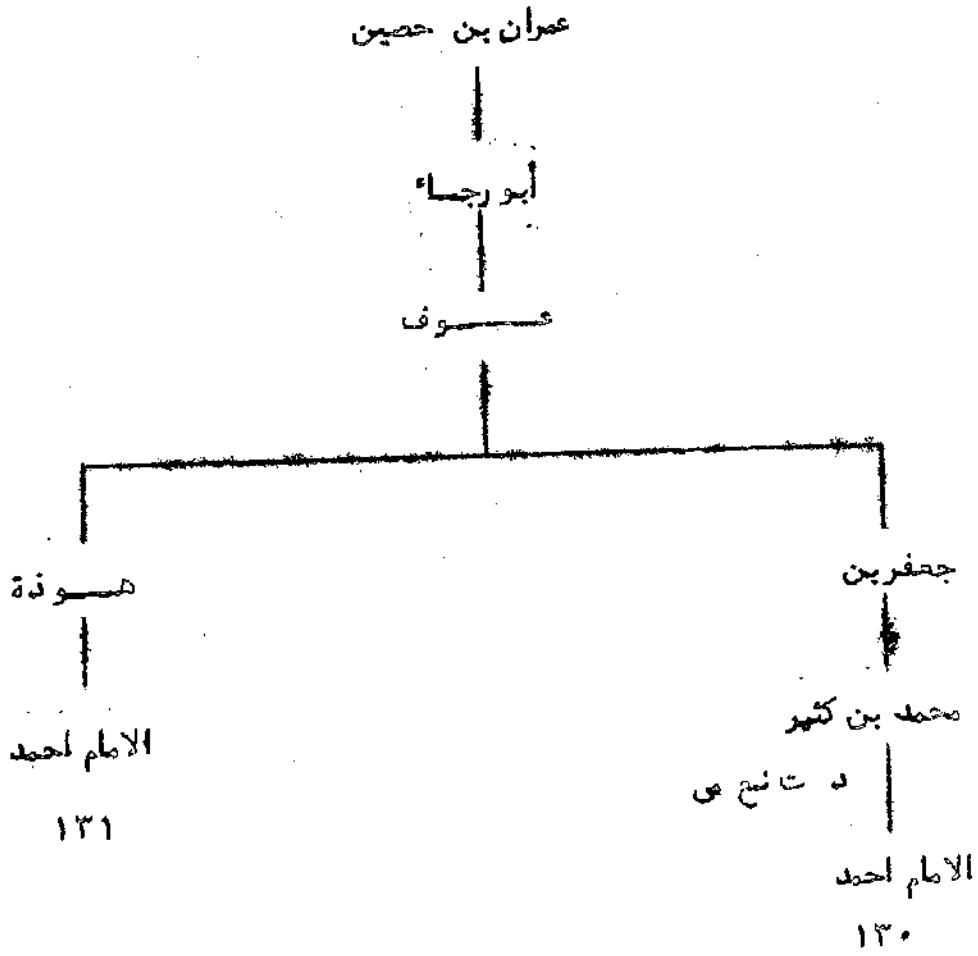 عمران بن حصين
أبو رجاء
عوف
جعفر بن
هوذة
محمد بن كثير
الامام احمد
١٣١
د ت
الامام احمد
١٣٠